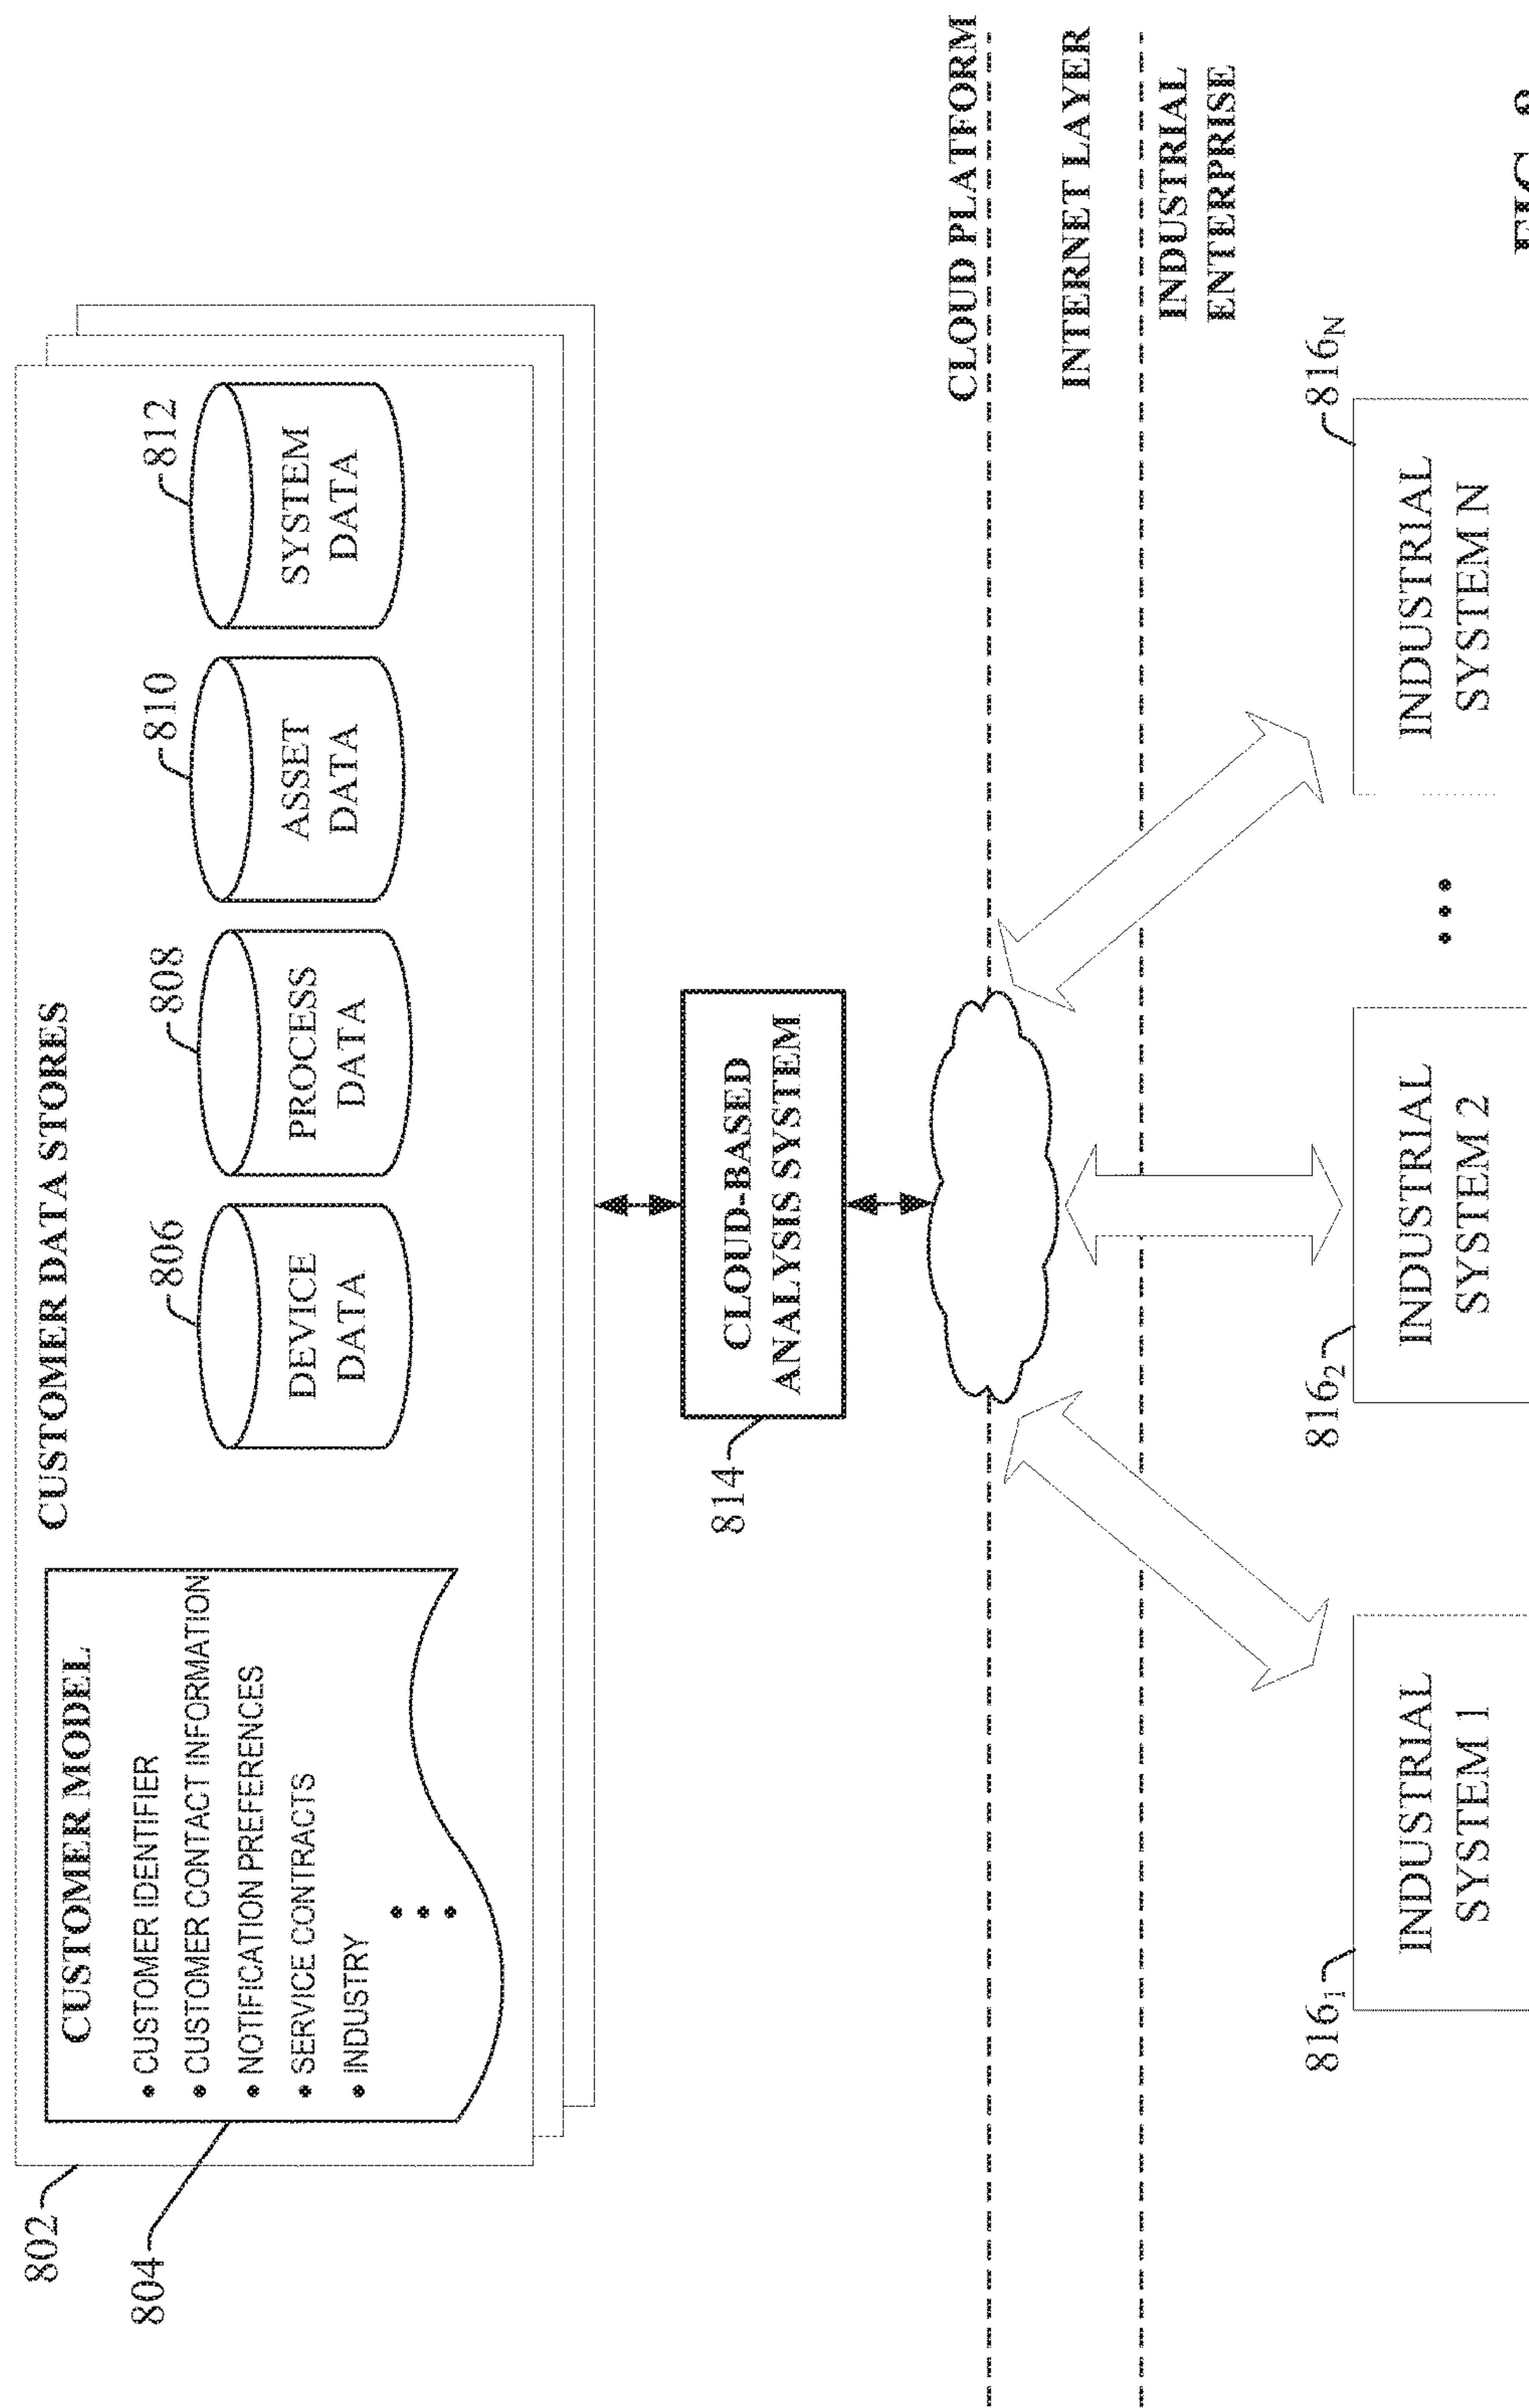 CUSTOMER DATA STORES
802
804
CUSTOMER MODEL
• CUSTOMER IDENTIFIER
• CUSTOMER CONTACT INFORMATION
• NOTIFICATION PREFERENCES
• SERVICE CONTRACTS
• INDUSTRY
806
DEVICE
DATA
808
PROCESS
DATA
810
ASSET
DATA
812
SYSTEM
DATA
814
CLOUD-BASED
ANALYSIS SYSTEM
CLOUD PLATFORM
INTERNET LAYER
INDUSTRIAL
ENTERPRISE
816₁
INDUSTRIAL
SYSTEM 1
816₂
INDUSTRIAL
SYSTEM 2
• • •
816N
INDUSTRIAL
SYSTEM N
FIG. 8